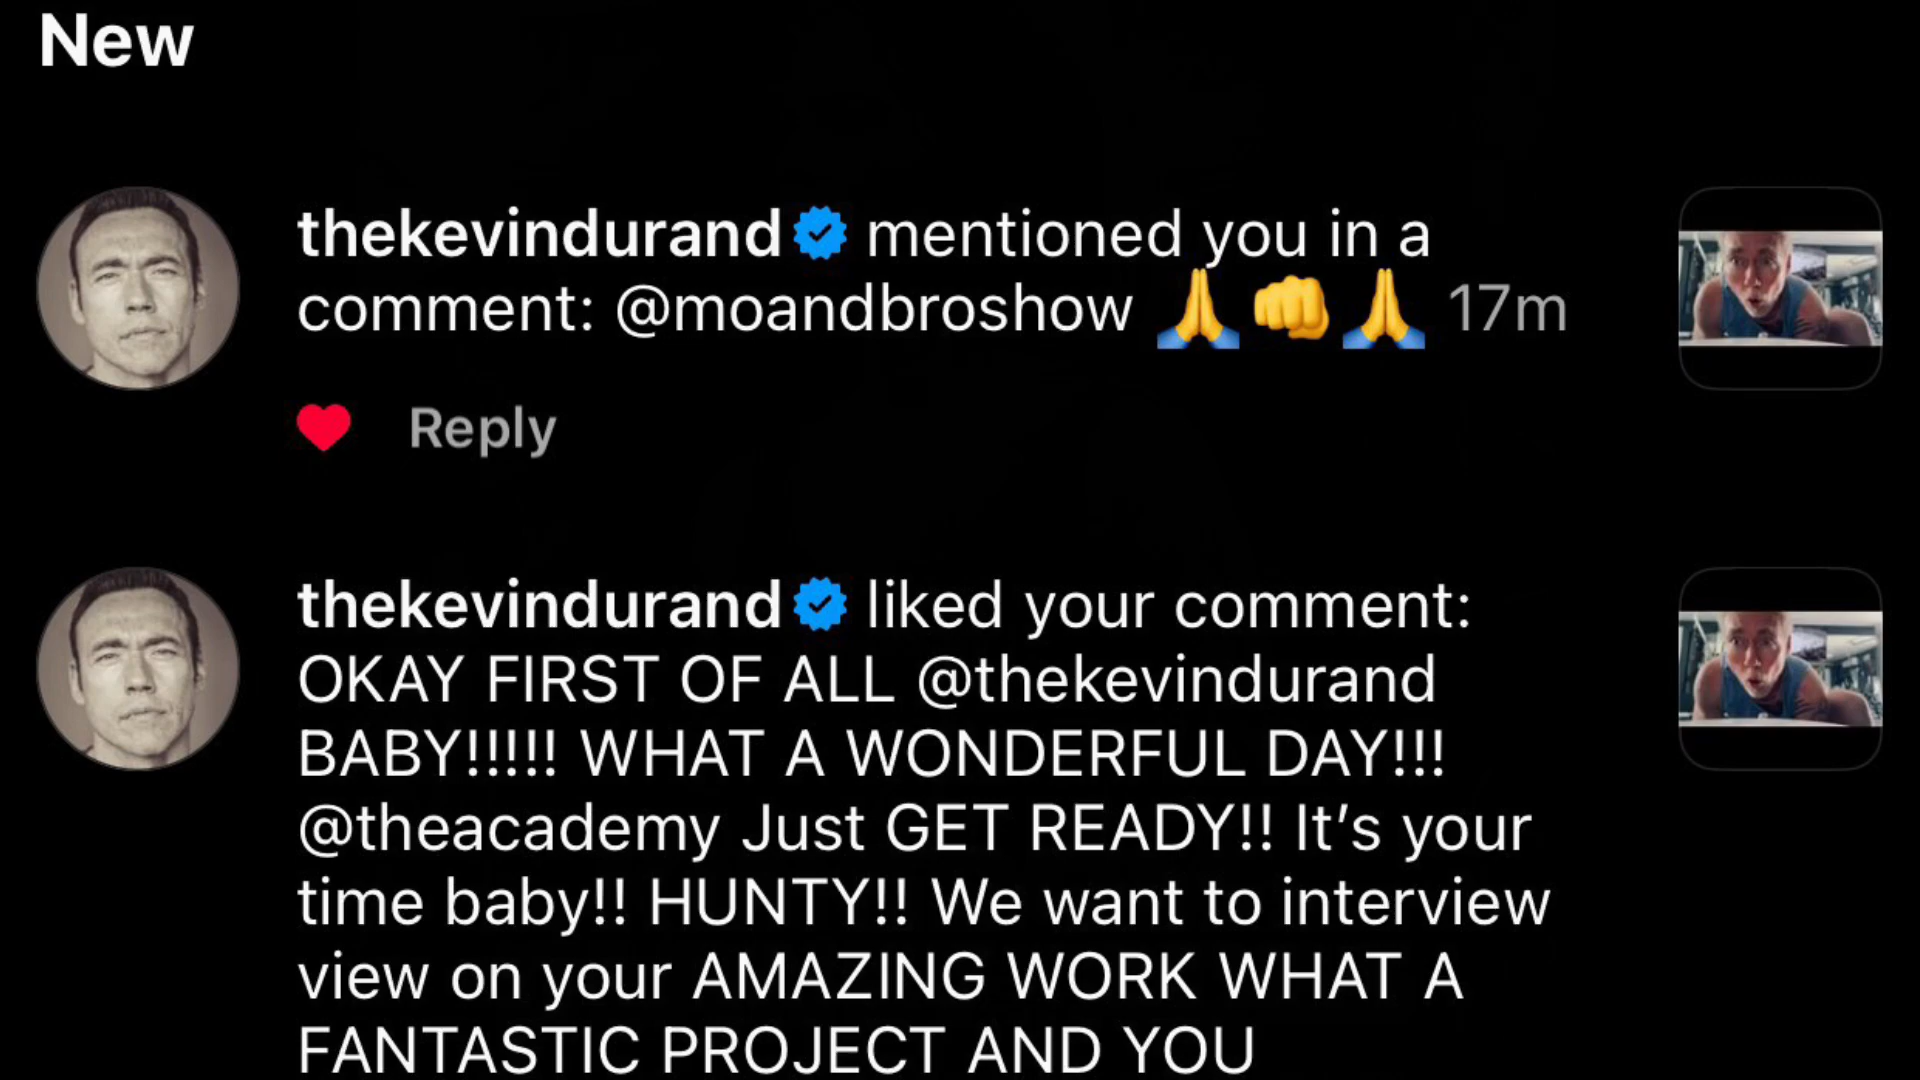 New
thekevindurand mentioned you in a
comment: @moandbroshow 🙏👊🙏 17m
Reply
thekevindurand liked your comment:
OKAY FIRST OF ALL @thekevindurand
BABY!!!!! WHAT A WONDERFUL DAY!!!
@theacademy Just GET READY!! It’s your
time baby!! HUNTY!! We want to interview
view on your AMAZING WORK WHAT A
FANTASTIC PROJECT AND YOU